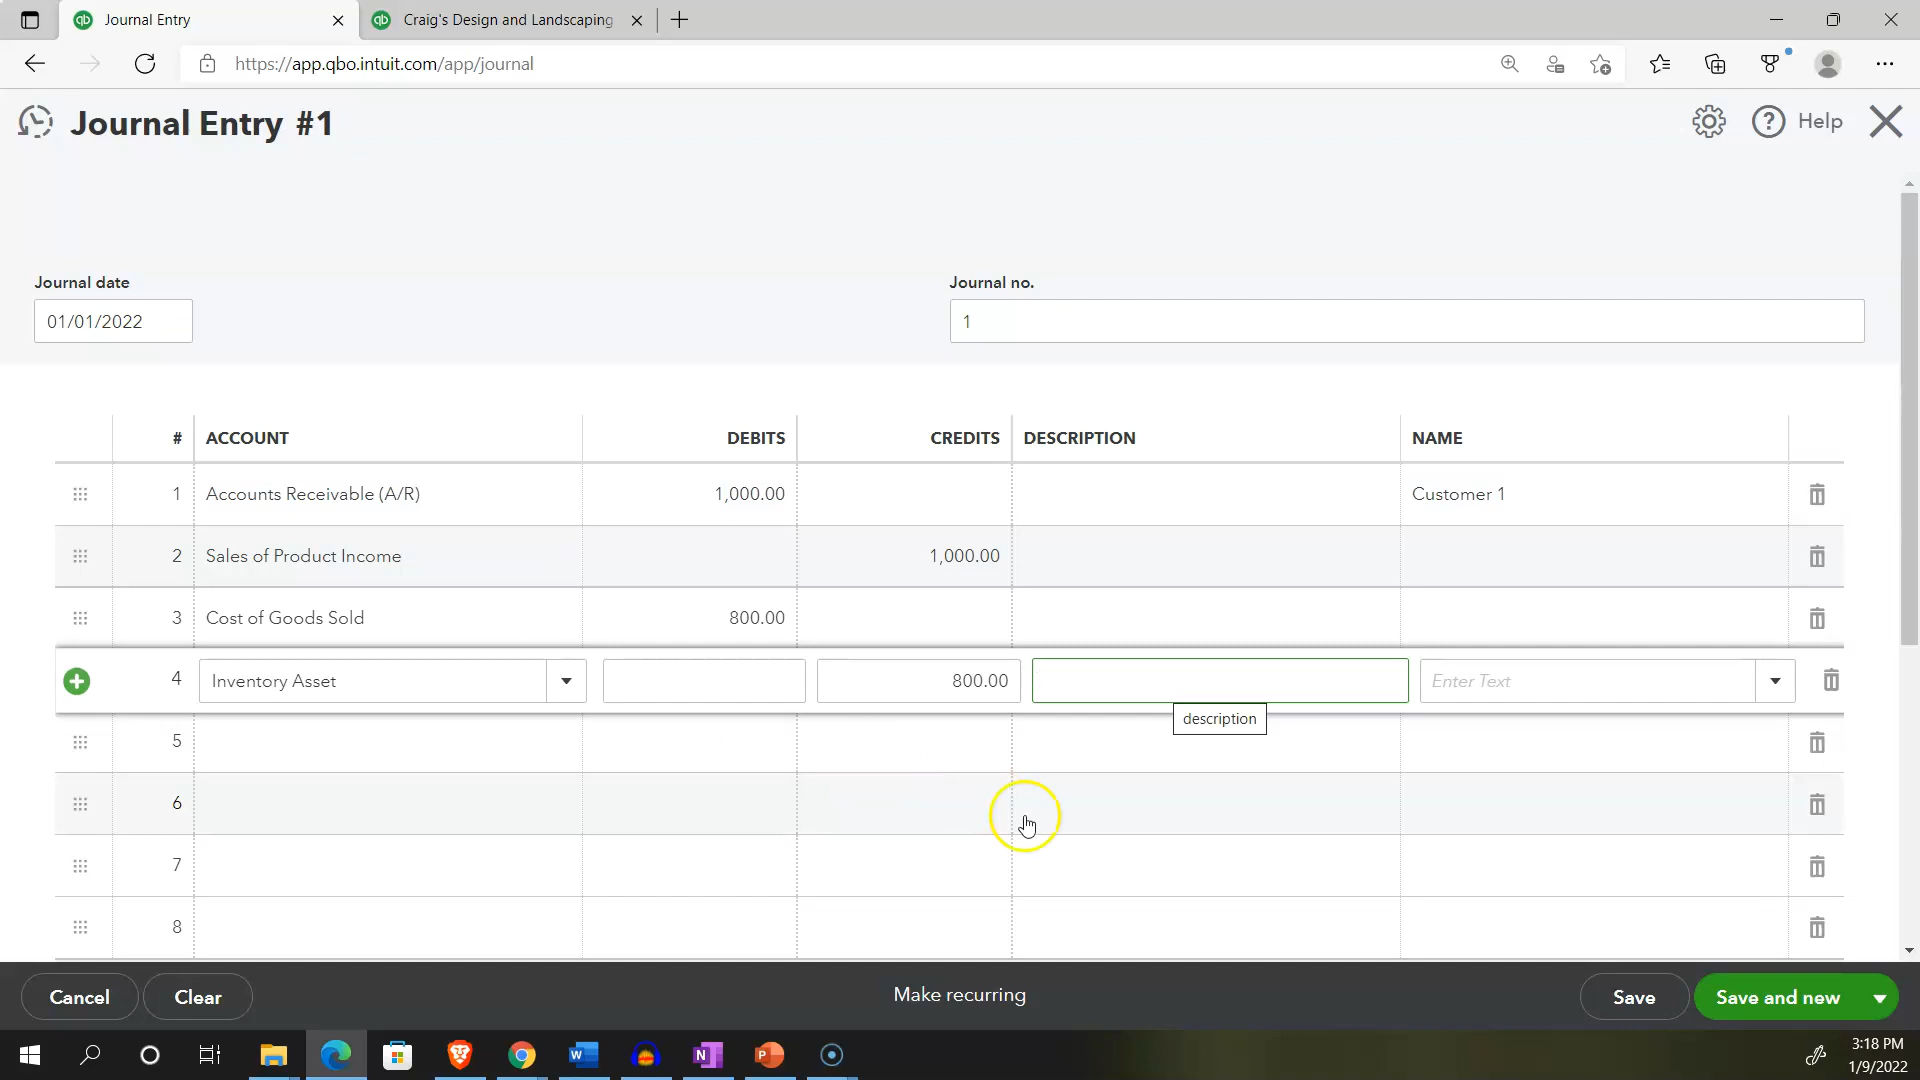 Journal Entry
Craig's Design and Landscaping
https://app.qbo.intuit.com/app/journal
Journal Entry #1
Help
Journal date
Journal no.
01/01/2022
1
# ACCOUNT DEBITS CREDITS DESCRIPTION NAME
1 Accounts Receivable (A/R) 1,000.00 Customer 1
2 Sales of Product Income 1,000.00
3 Cost of Goods Sold 800.00
4 Inventory Asset 800.00 Enter Text
description
5
6
7
8
Cancel Clear Make recurring Save Save and new
3:18 PM
1/9/2022